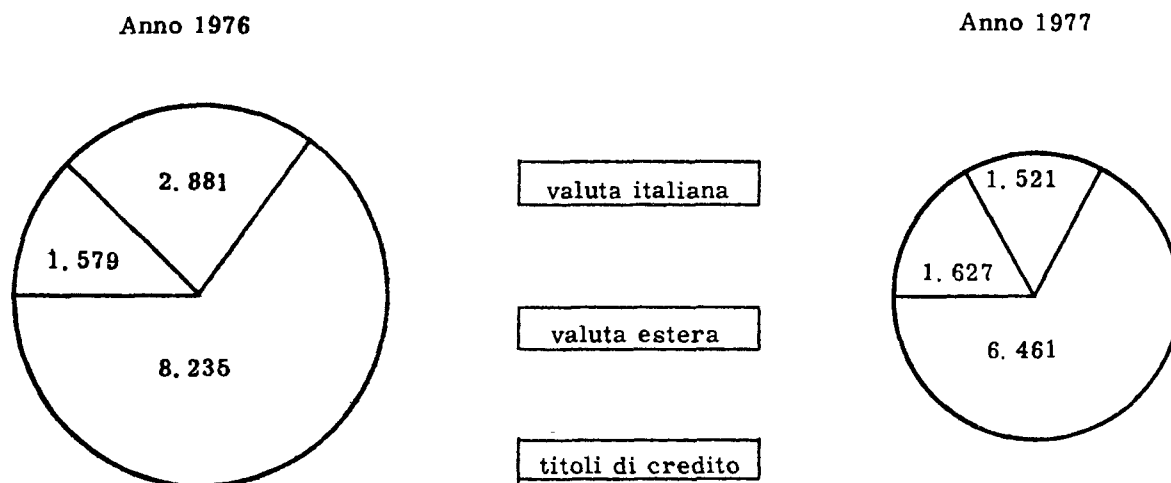 Anno 1976
Anno 1977
2.881
1.579
8.235
valuta italiana
valuta estera
titoli di credito
1.521
1.627
6.461